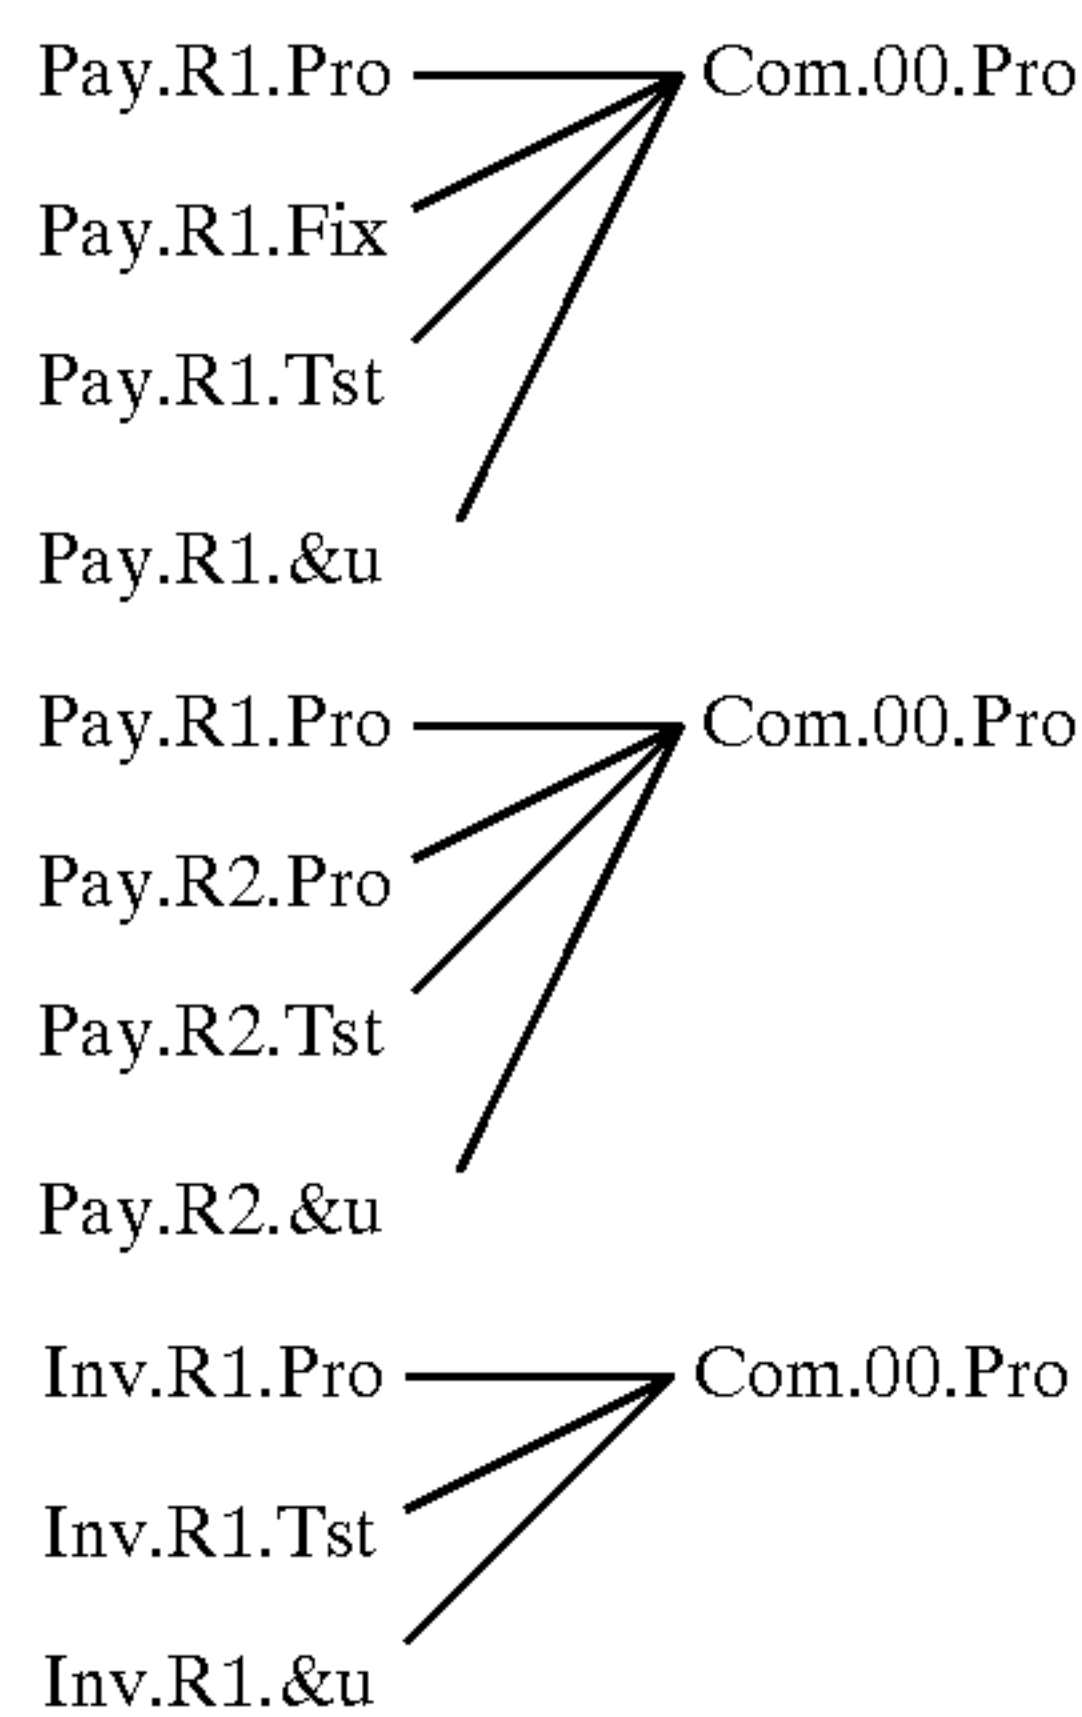 Pay.R1.Pro Com.00.Pro
Pay.R1.Fix
Pay.R1.Tst
Pay.R1.&u
Pay.R1.Pro Com.00.Pro
Pay.R2.Pro
Pay.R2.Tst
Pay.R2.&u
Inv.R1.Pro Com.00.Pro
Inv.R1.Tst
Inv.R1.&u